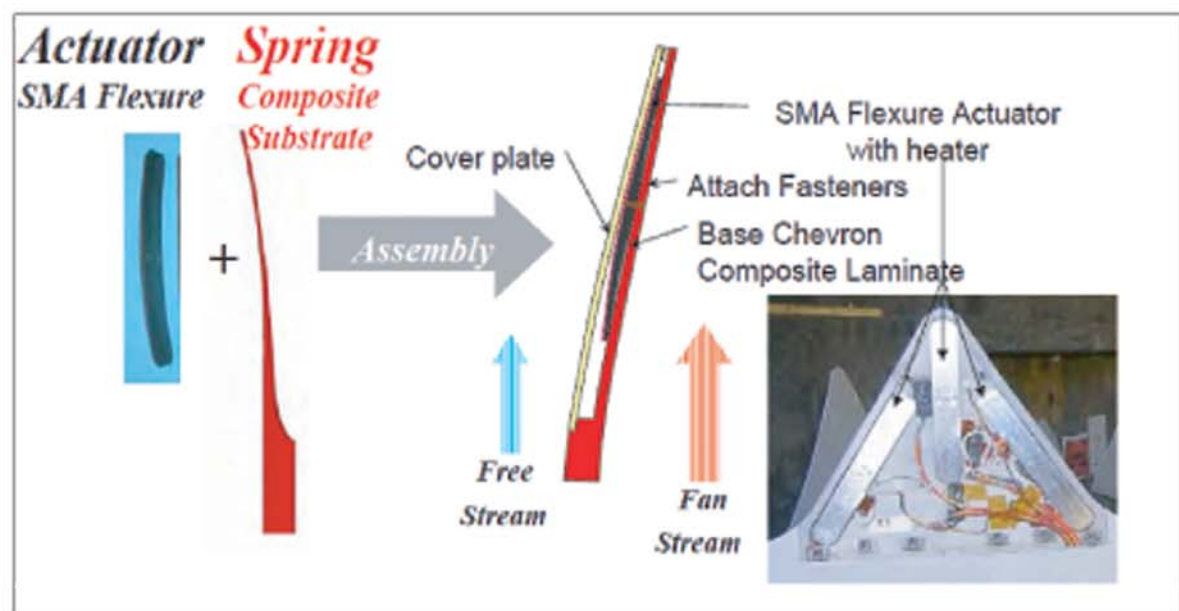 Actuator
SMA Flexure
Spring
Composite
Substrate
+
Assembly
Cover plate
SMA Flexure Actuator
with heater
Attach Fasteners
Base Chevron
Composite Laminate
Free
Stream
Fan
Stream